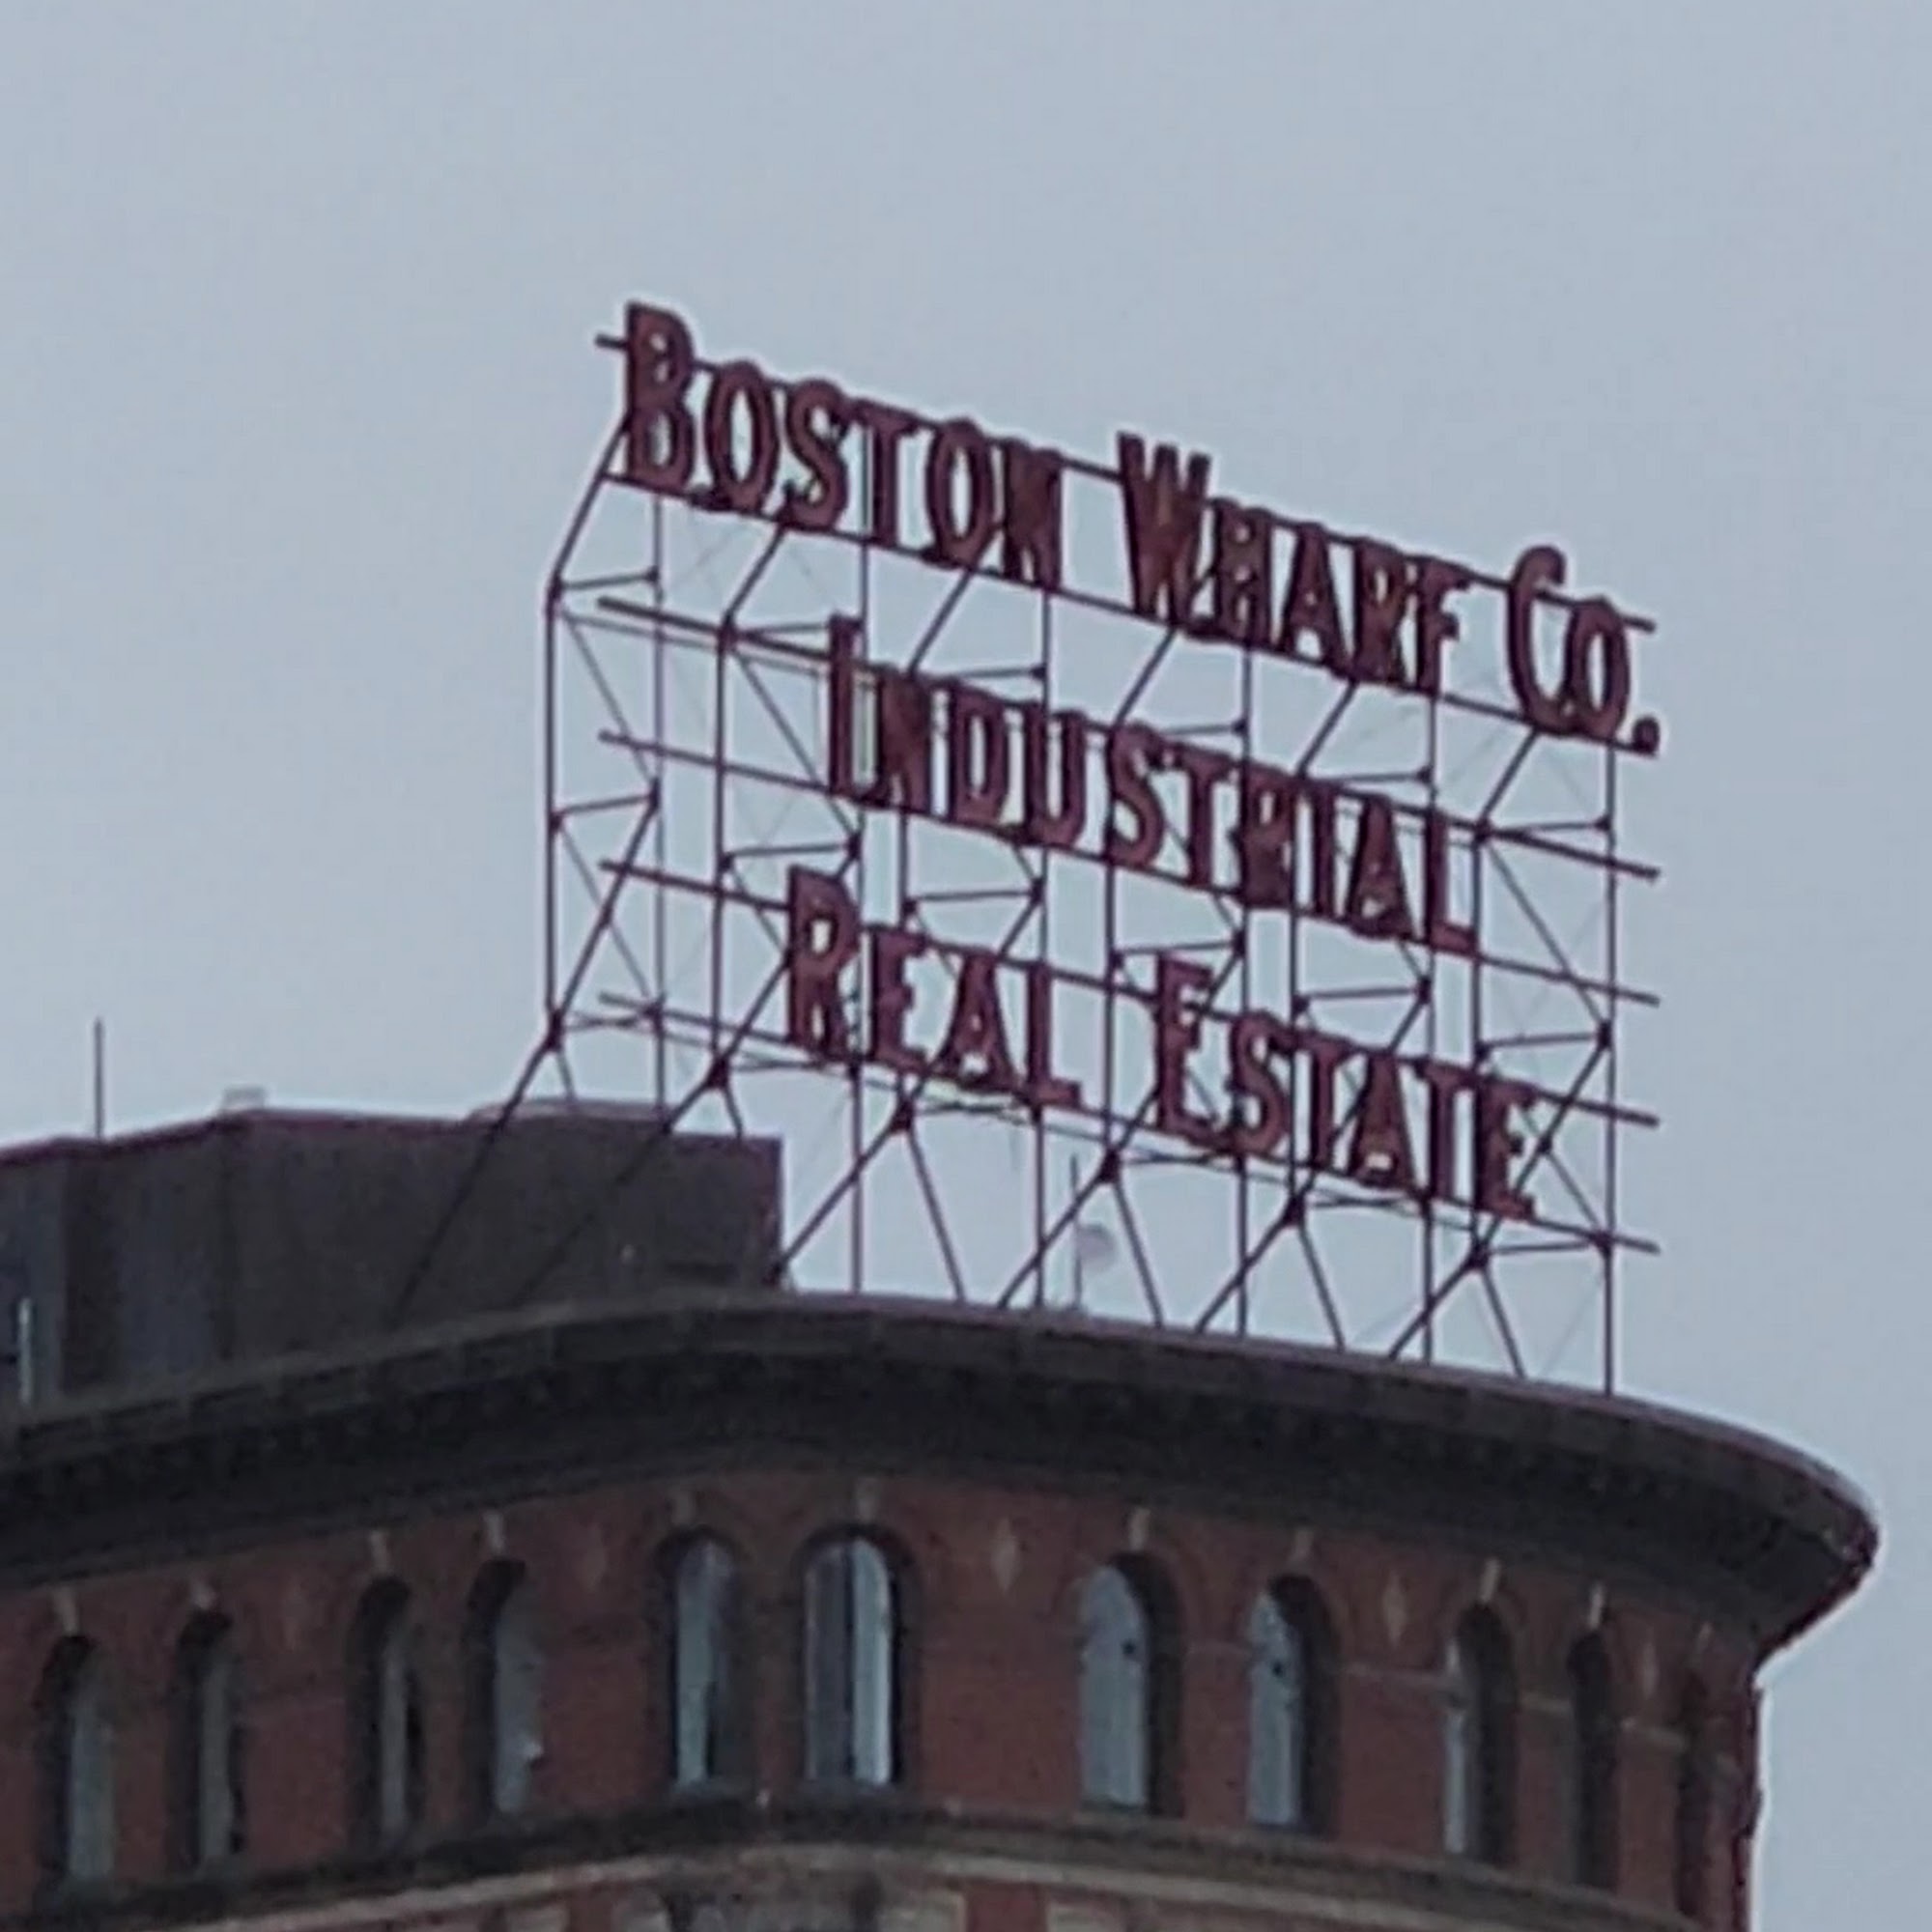 BOSTON WHARF CO.
INDUSTRIAL
REAL ESTATE